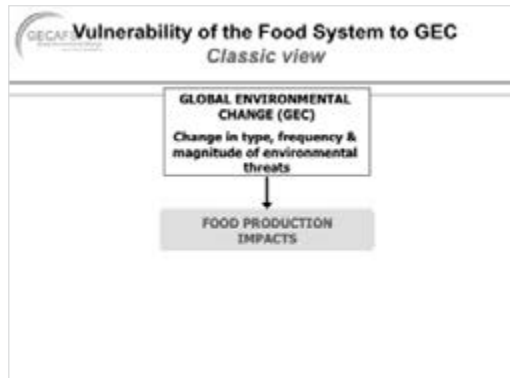 GECAFS
Vulnerability of the Food System to GEC
Classic view
GLOBAL ENVIRONMENTAL
CHANGE (GEC)
Change in type, frequency &
magnitude of environmental
threats
FOOD PRODUCTION
IMPACTS